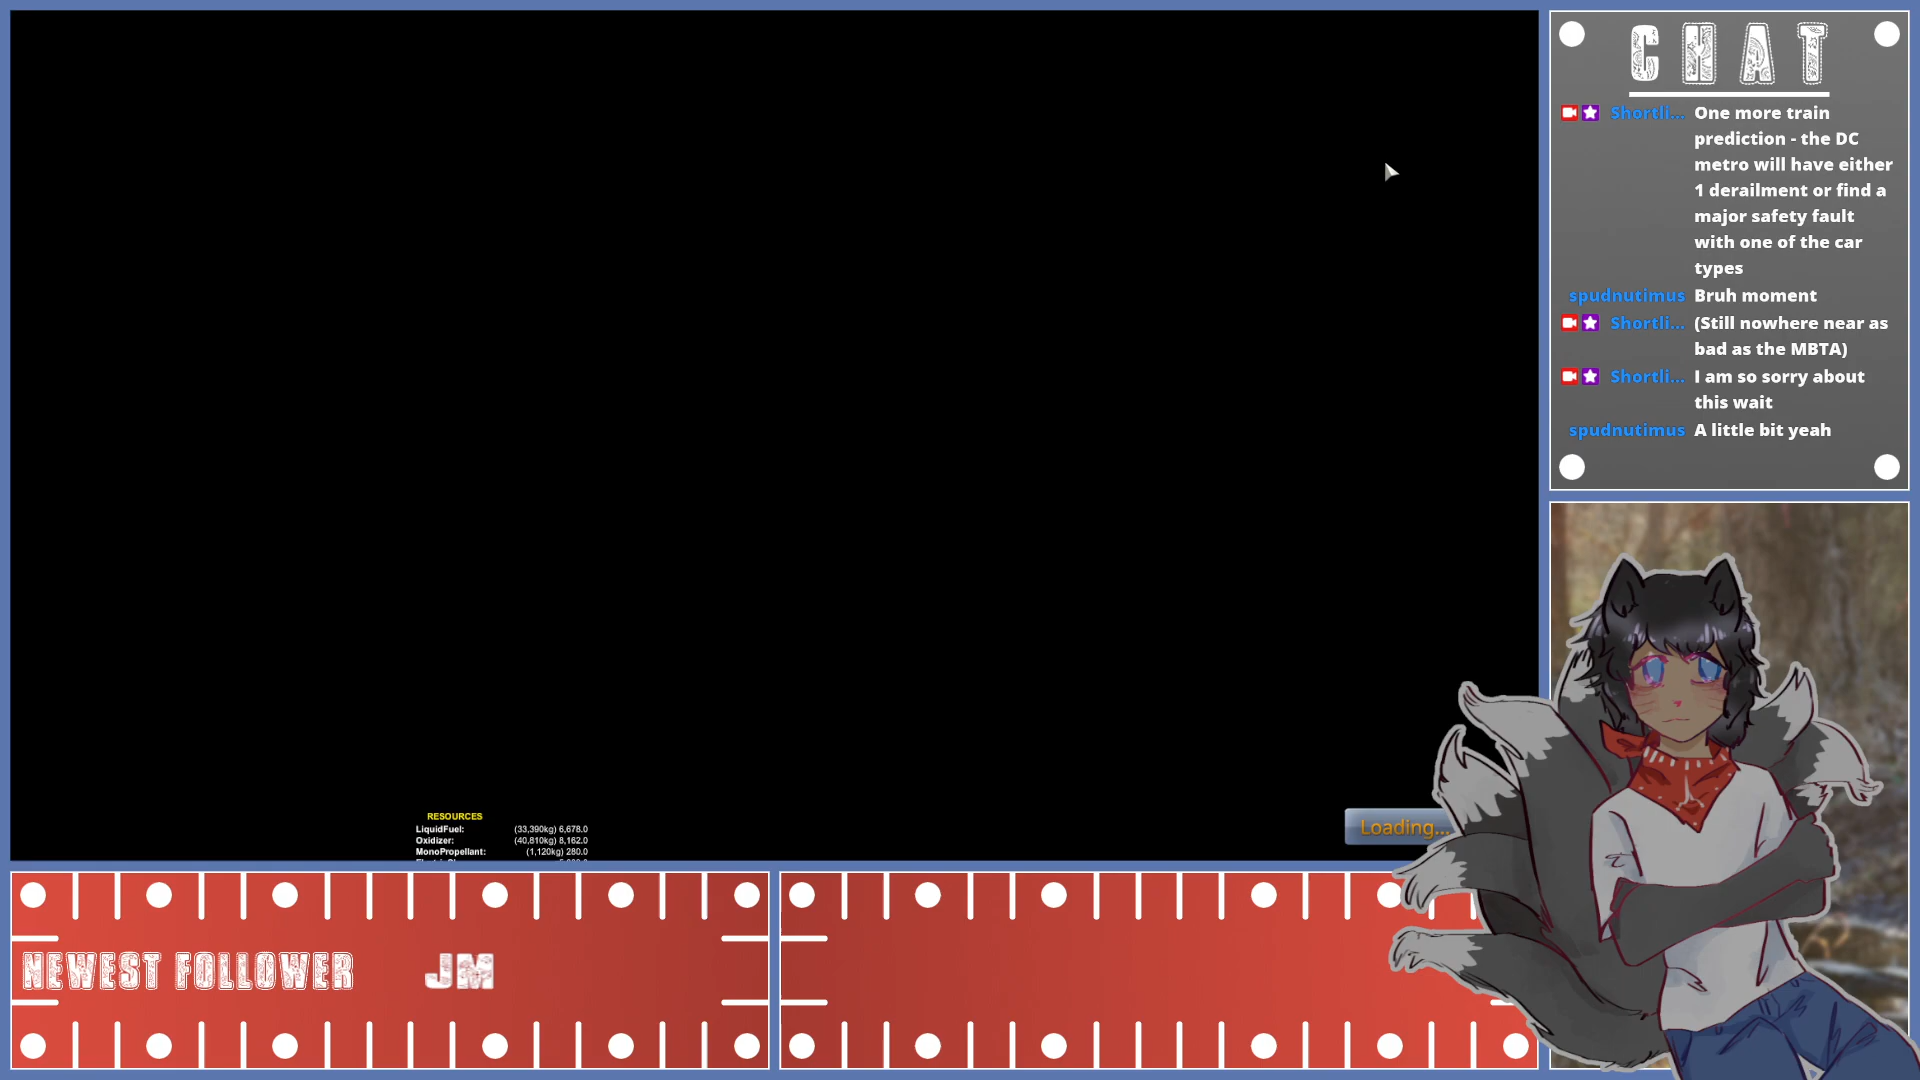 CHAT
Shortli... One more train
prediction - the DC
metro will have either
1 derailment or find a
major safety fault
with one of the car
types
spudnutimus Bruh moment
Shortli... (Still nowhere near as
bad as the MBTA)
Shortli... I am so sorry about
this wait
spudnutimus A little bit yeah
RESOURCES
LiquidFuel: (33,390kg) 6,678.0
Oxidizer: (40,810kg) 8,162.0
MonoPropellant: (1,120kg) 280.0
Loading...
NEWEST FOLLOWER JM